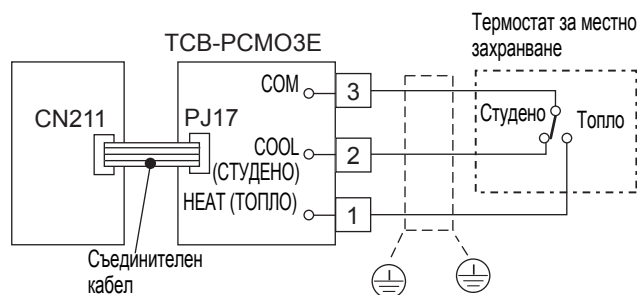 Термостат за местно
захранване
TCB-PCMO3E
COM
3
CN211
PJ17
Студено
Топло
COOL
(СТУДЕНО)
2
HEAT (ТОПЛО)
1
Съединителен
кабел